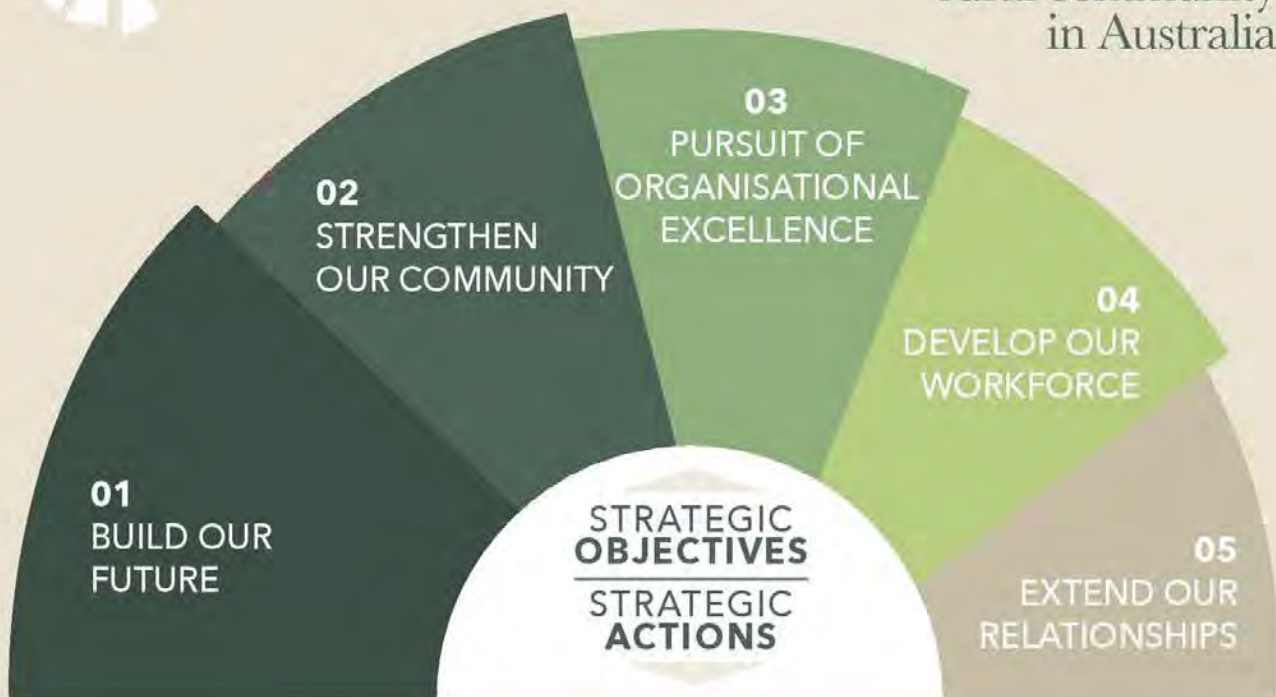 in Australia
01
BUILD OUR
FUTURE
02
STRENGTHEN
OUR COMMUNITY
03
PURSUIT OF
ORGANISATIONAL
EXCELLENCE
04
DEVELOP OUR
WORKFORCE
05
EXTEND OUR
RELATIONSHIPS
STRATEGIC
OBJECTIVES
STRATEGIC
ACTIONS